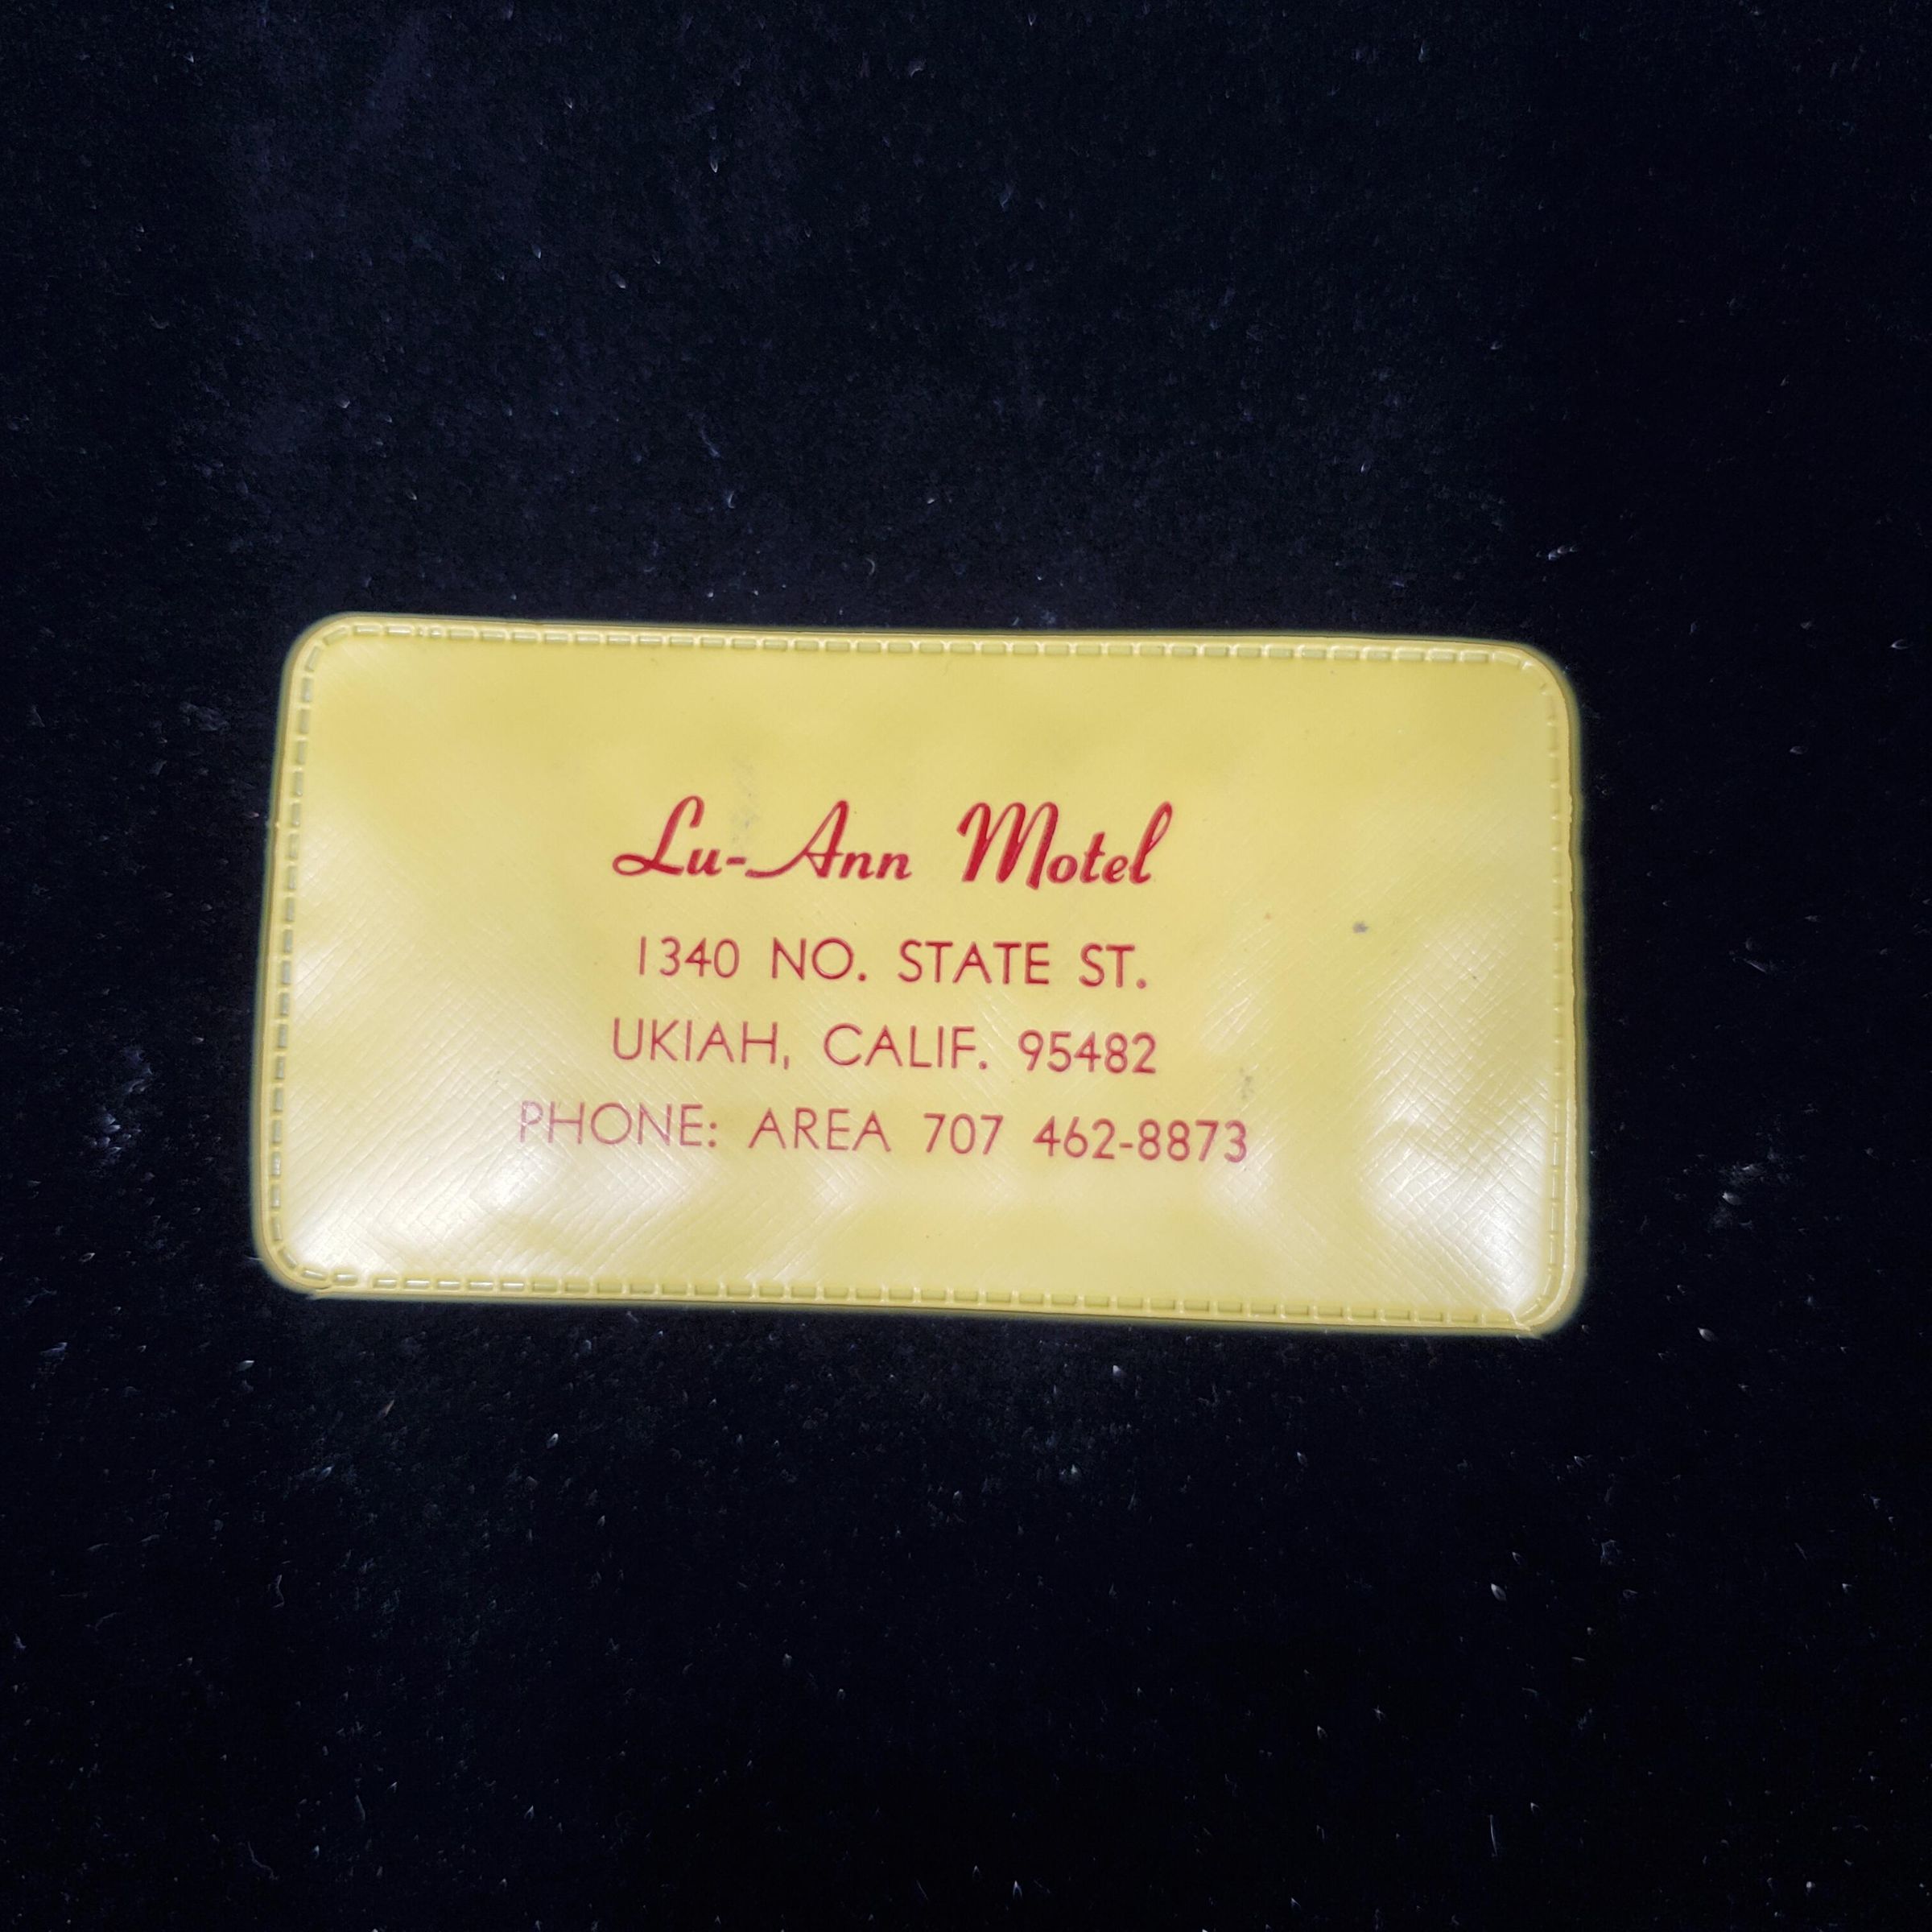 Lu-Ann Motel
1340 NO. STATE ST.
UKIAH, CALIF. 95482
PHONE: AREA 707 462-8873